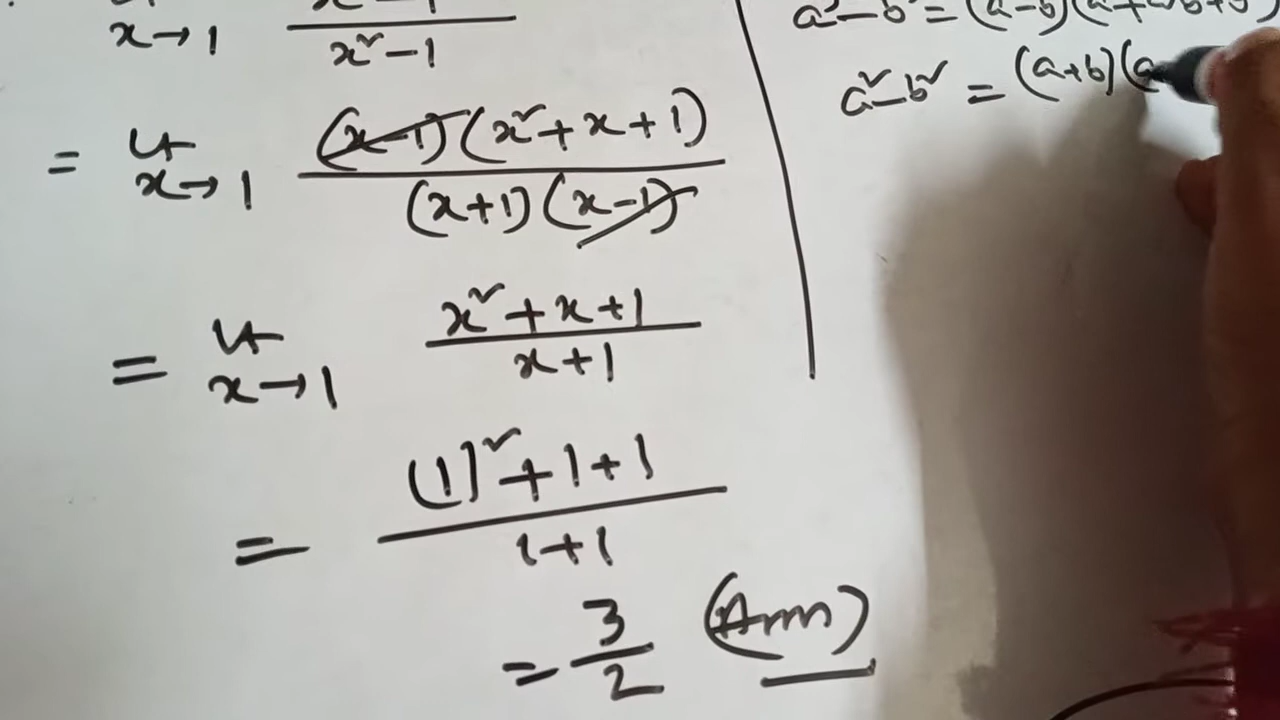 x→1 x²-1
= Lt x→1 (x-1)(x²+x+1) / (x+1)(x-1)
= Lt x→1 x²+x+1 / x+1
= (1)²+1+1 / 1+1
= 3/2 (Ans)
a²-b² = (a+b)(a